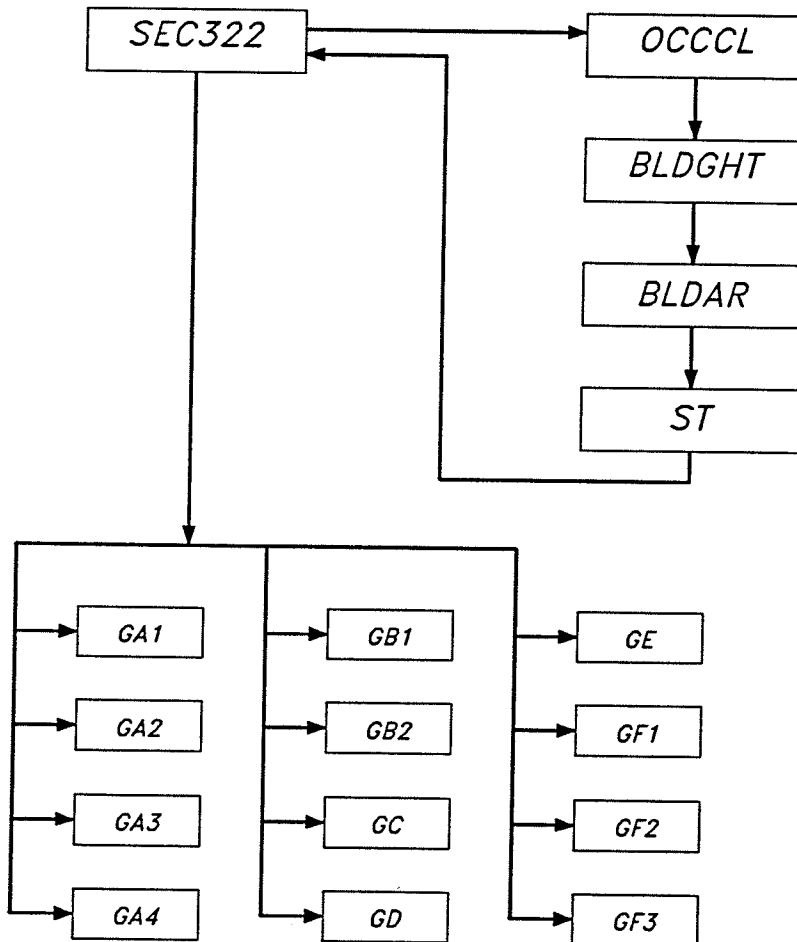 SEC322
OCCCL
BLDGHT
BLDAR
ST
GA1
GB1
GE
GA2
GB2
GF1
GA3
GC
GF2
GA4
GD
GF3